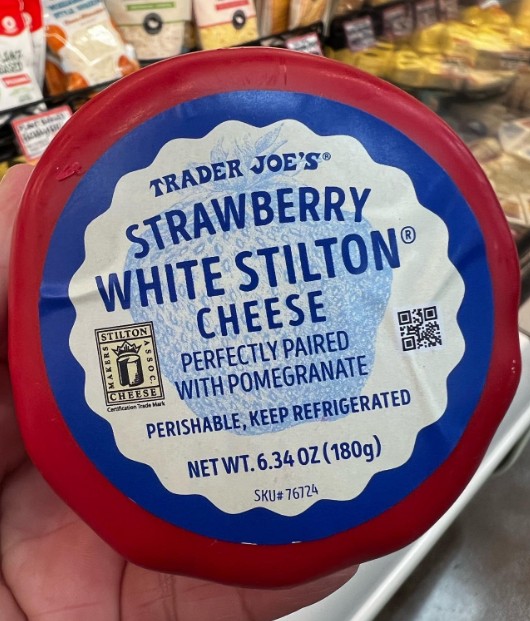 TRADER JOE'S®
STRAWBERRY
WHITE STILTON®
CHEESE
PERFECTLY PAIRED
WITH POMEGRANATE
STILTON
MAKERS
ASSOC.
CHEESE
Certification Trade Mark
PERISHABLE, KEEP REFRIGERATED
NET WT. 6.34 OZ (180g)
SKU# 76724